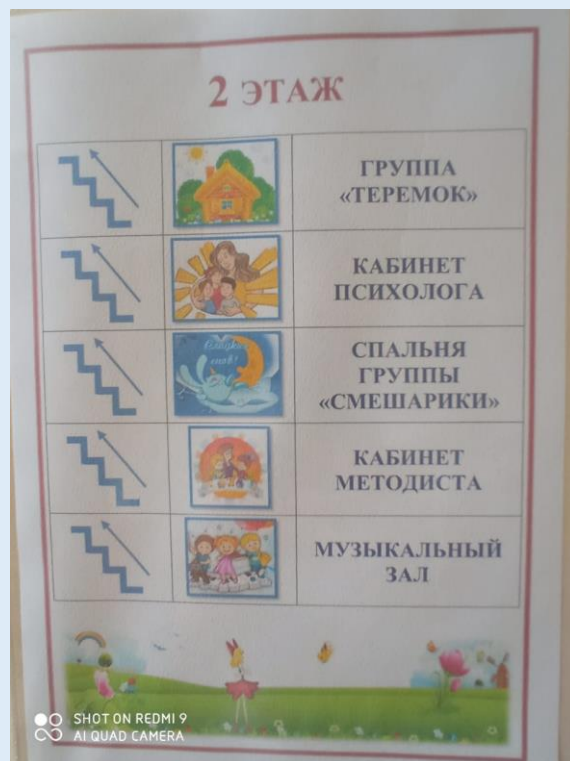 2 ЭТАЖ
ГРУППА
«ТЕРЕМОК»
КАБИНЕТ
ПСИХОЛОГА
СПАЛЬНЯ
ГРУППЫ
«СМЕШАРИКИ»
КАБИНЕТ
МЕТОДИСТА
МУЗЫКАЛЬНЫЙ
ЗАЛ
SHOT ON REDMI 9
AI QUAD CAMERA